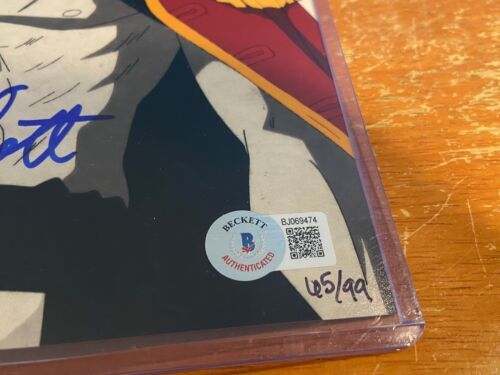 BECKETT
B
AUTHENTICATED
BJ069474
65/99